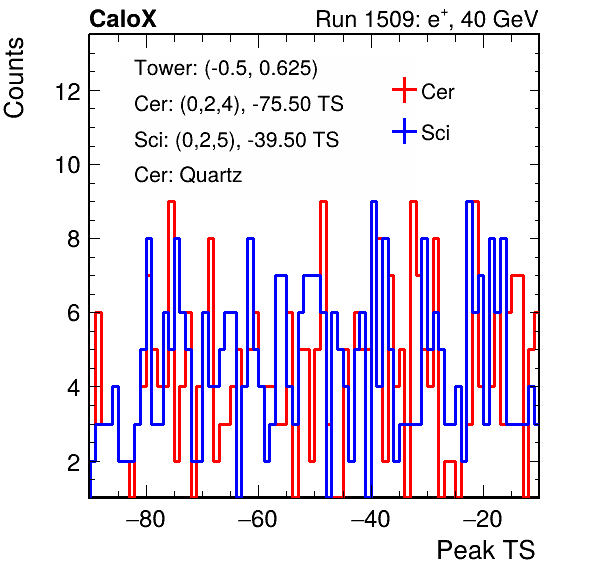 CaloX Run 1509: e⁺, 40 GeV
Counts
Tower: (-0.5, 0.625)
Cer: (0,2,4), -75.50 TS
Sci: (0,2,5), -39.50 TS
Cer: Quartz
Cer
Sci
12
10
8
6
4
2
−80 −60 −40 −20
Peak TS